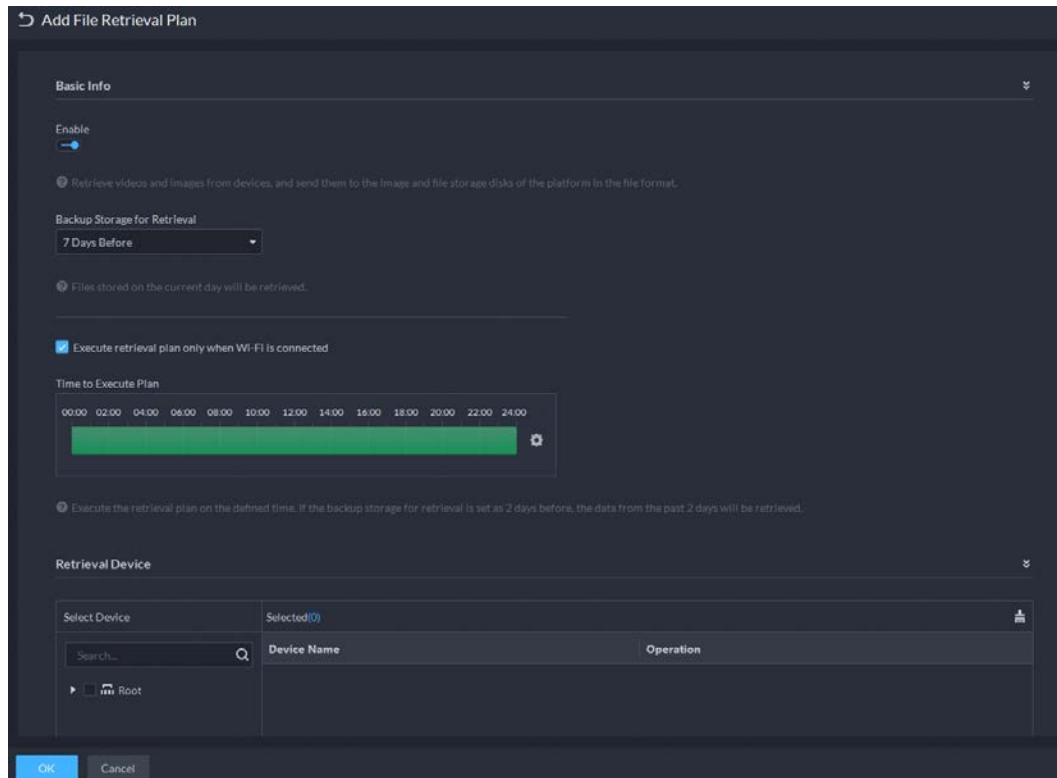 Add File Retrieval Plan
Basic Info
Enable
Retrieve videos and images from devices, and send them to the image and file storage disks of the platform in the file format.
Backup Storage for Retrieval
7 Days Before
Files stored on the current day will be retrieved.
Execute retrieval plan only when Wi-Fi is connected
Time to Execute Plan
00:00 02:00 04:00 06:00 08:00 10:00 12:00 14:00 16:00 18:00 20:00 22:00 24:00
Execute the retrieval plan on the defined time. If the backup storage for retrieval is set as 2 days before, the data from the past 2 days will be retrieved.
Retrieval Device
Select Device
Selected(0)
Search...
Device Name
Operation
Root
OK
Cancel